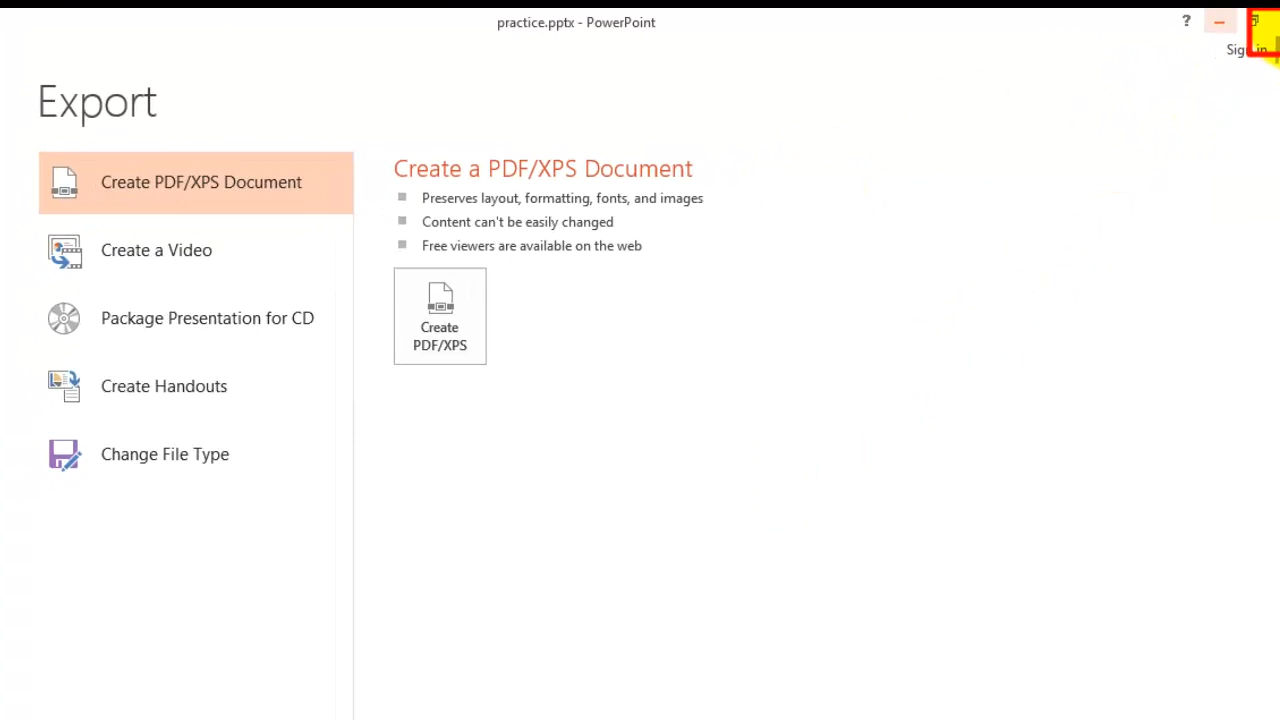 practice.pptx - PowerPoint
?
Sign in
Export
Create PDF/XPS Document
Create a Video
Package Presentation for CD
Create Handouts
Change File Type
Create a PDF/XPS Document
Preserves layout, formatting, fonts, and images
Content can't be easily changed
Free viewers are available on the web
Create
PDF/XPS